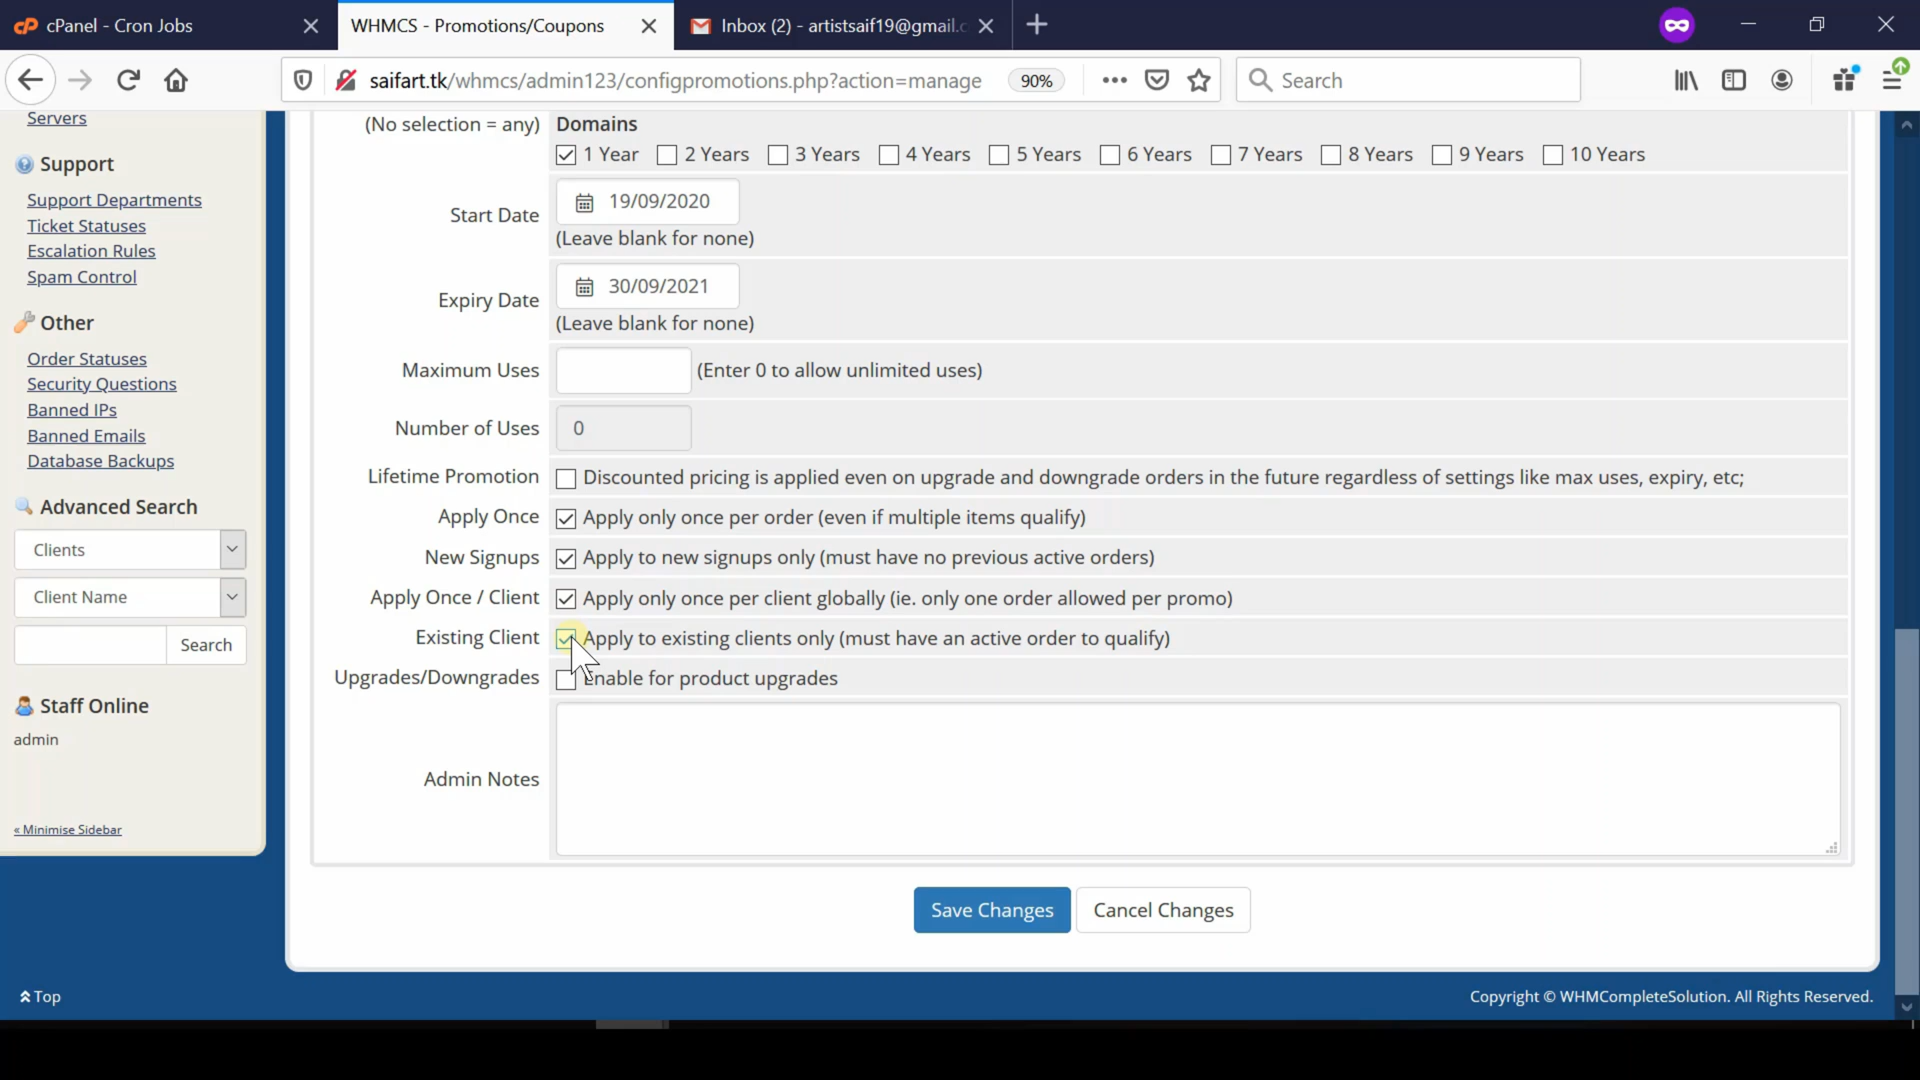 cPanel - Cron Jobs
WHMCS - Promotions/Coupons
Inbox (2) - artistsaif19@gmail.c
saifart.tk/whmcs/admin123/configpromotions.php?action=manage
90%
Search
Servers
Support
Support Departments
Ticket Statuses
Escalation Rules
Spam Control
Other
Order Statuses
Security Questions
Banned IPs
Banned Emails
Database Backups
Advanced Search
Clients
Client Name
Search
Staff Online
admin
« Minimise Sidebar
(No selection = any)
Domains
1 Year 2 Years 3 Years 4 Years 5 Years 6 Years 7 Years 8 Years 9 Years 10 Years
Start Date
19/09/2020
(Leave blank for none)
Expiry Date
30/09/2021
(Leave blank for none)
Maximum Uses
(Enter 0 to allow unlimited uses)
Number of Uses
0
Lifetime Promotion
Discounted pricing is applied even on upgrade and downgrade orders in the future regardless of settings like max uses, expiry, etc;
Apply Once
Apply only once per order (even if multiple items qualify)
New Signups
Apply to new signups only (must have no previous active orders)
Apply Once / Client
Apply only once per client globally (ie. only one order allowed per promo)
Existing Client
Apply to existing clients only (must have an active order to qualify)
Upgrades/Downgrades
Enable for product upgrades
Admin Notes
Save Changes
Cancel Changes
Top
Copyright © WHMCompleteSolution. All Rights Reserved.